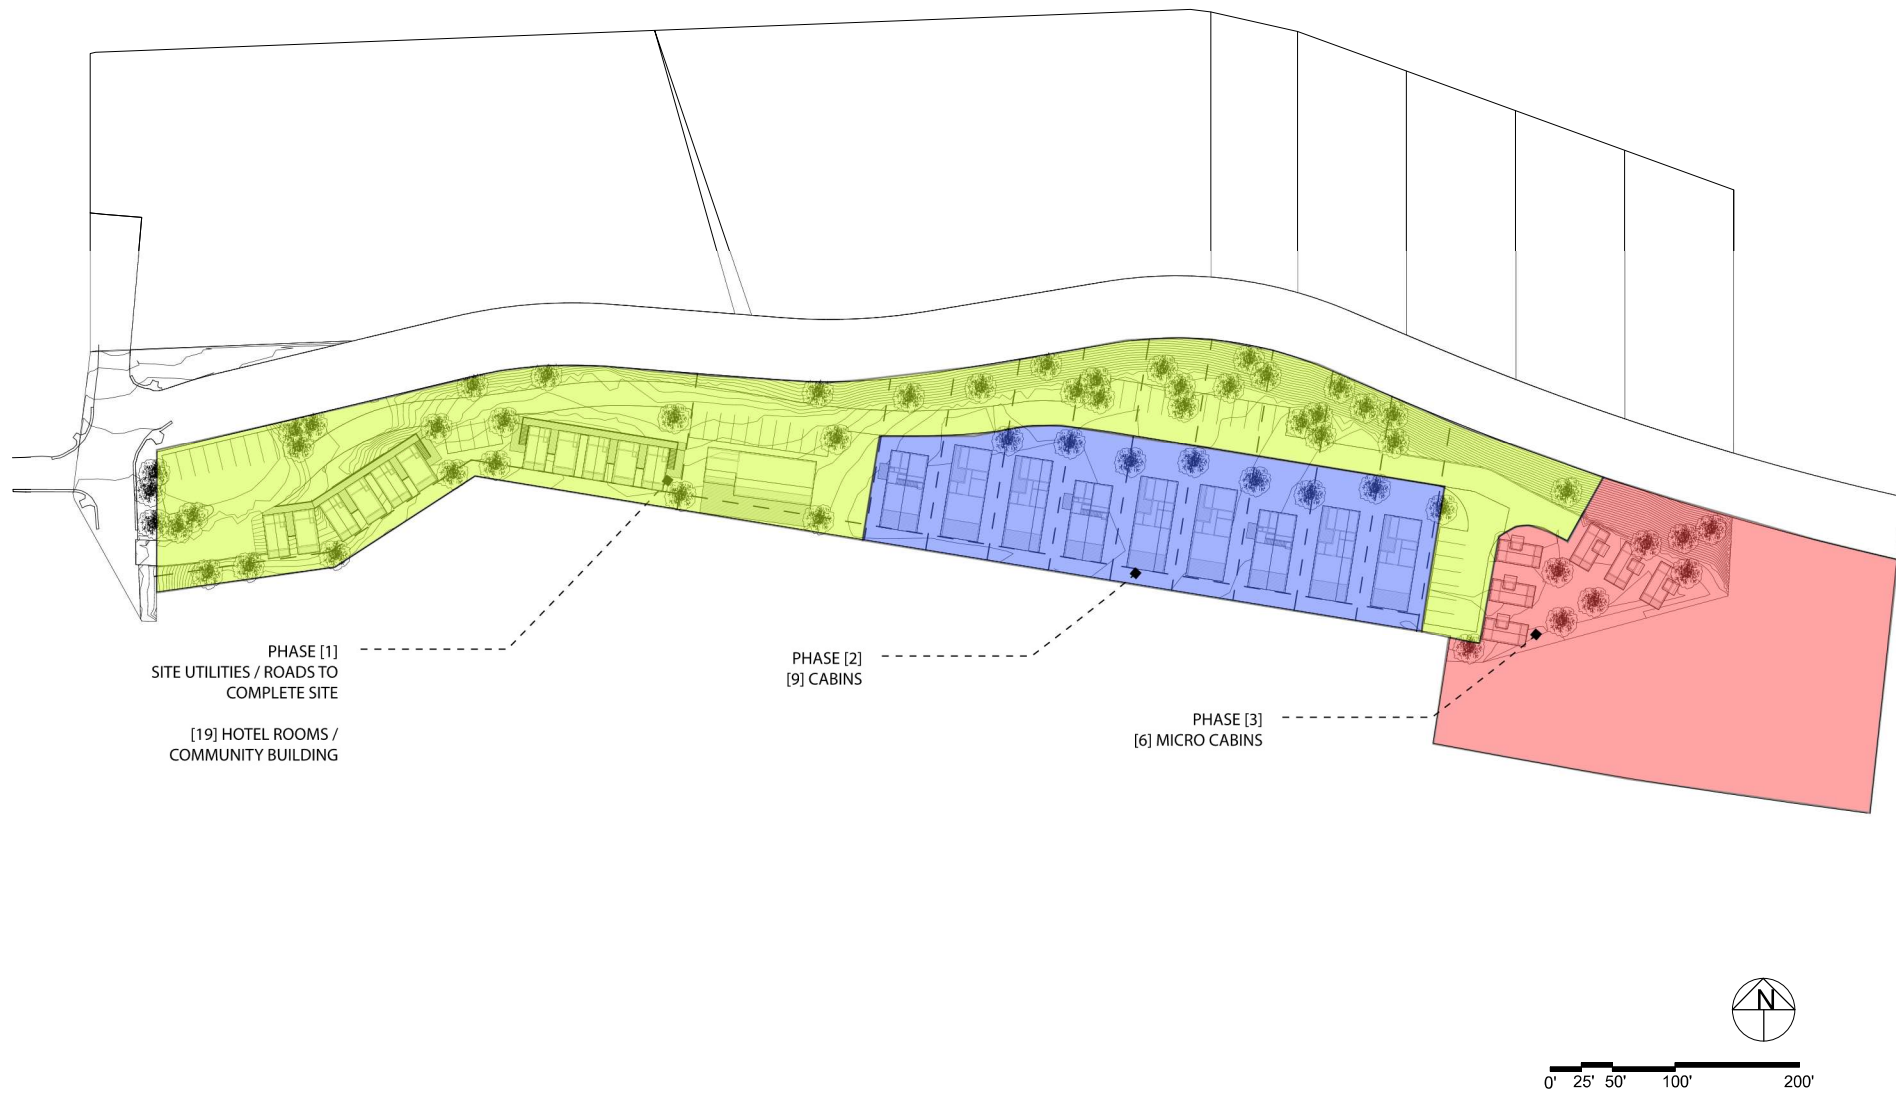 PHASE [1]
SITE UTILITIES / ROADS TO
COMPLETE SITE
[19] HOTEL ROOMS /
COMMUNITY BUILDING
PHASE [2]
[9] CABINS
PHASE [3]
[6] MICRO CABINS
N
0' 25' 50' 100' 200'